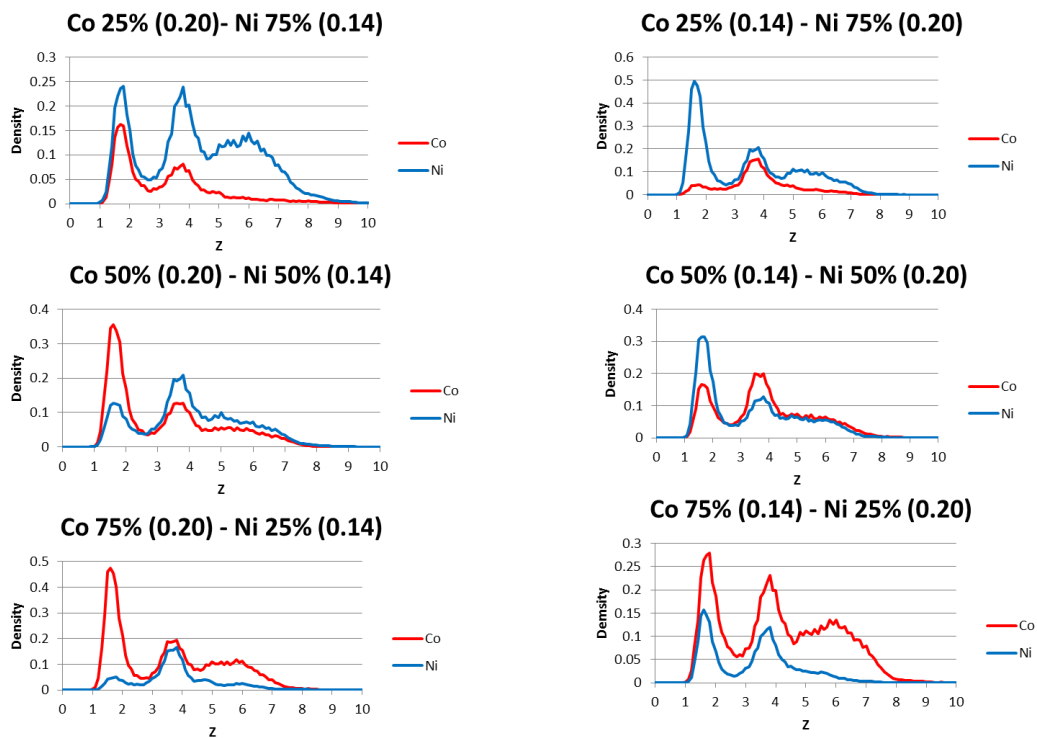 Co 25% (0.20)- Ni 75% (0.14)
Density
0.3
0.25
0.2
0.15
0.1
0.05
0
0 1 2 3 4 5 6 7 8 9 10
Z
Co
Ni
Co 25% (0.14) - Ni 75% (0.20)
Density
0.6
0.5
0.4
0.3
0.2
0.1
0
0 1 2 3 4 5 6 7 8 9 10
Z
Co
Ni
Co 50% (0.20) - Ni 50% (0.14)
Density
0.4
0.3
0.2
0.1
0
0 1 2 3 4 5 6 7 8 9 10
Z
Co
Ni
Co 50% (0.14) - Ni 50% (0.20)
Density
0.4
0.3
0.2
0.1
0
0 1 2 3 4 5 6 7 8 9 10
Z
Co
Ni
Co 75% (0.20) - Ni 25% (0.14)
Density
0.5
0.4
0.3
0.2
0.1
0
0 1 2 3 4 5 6 7 8 9 10
Z
Co
Ni
Co 75% (0.14) - Ni 25% (0.20)
Density
0.3
0.25
0.2
0.15
0.1
0.05
0
0 1 2 3 4 5 6 7 8 9 10
Z
Co
Ni